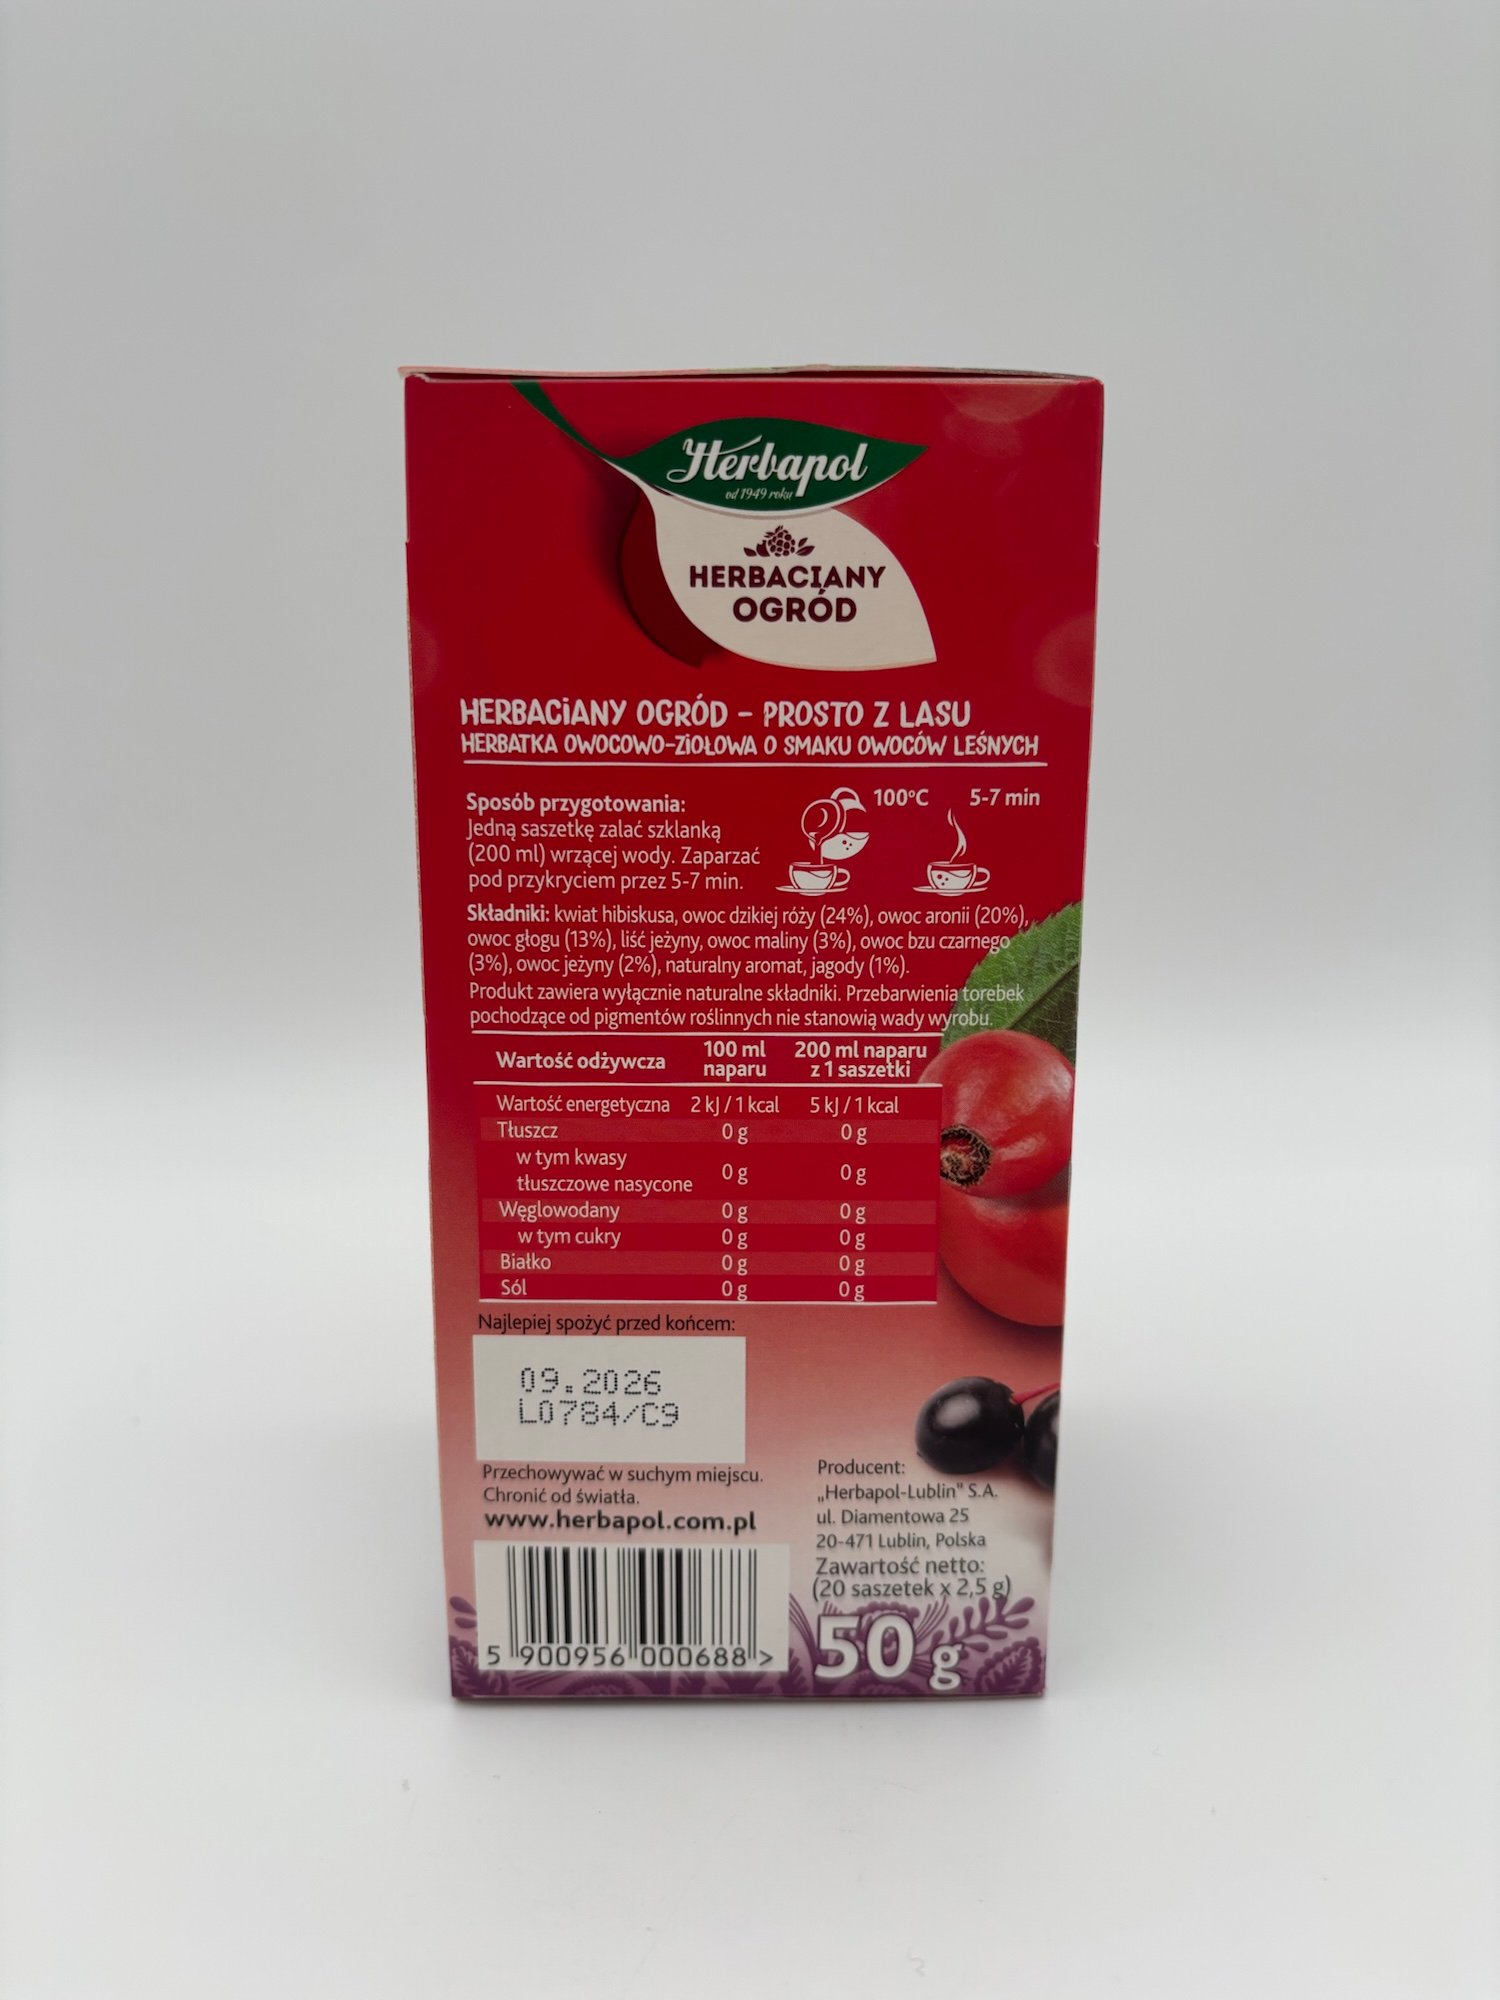 Herbapol
od 1949 roku
HERBACIANY
OGRÓD
HERBACIANY OGRÓD – PROSTO Z LASU
HERBATKA OWOCOWO-ZIOŁOWA O SMAKU OWOCÓW LEŚNYCH
Sposób przygotowania:
Jedną saszetkę zalać szklanką
(200 ml) wrzącej wody. Zaparzać
pod przykryciem przez 5-7 min.
100°C 5-7 min
Składniki: kwiat hibiskusa, owoc dzikiej róży (24%), owoc aronii (20%),
owoc głogu (13%), liść jeżyny, owoc maliny (3%), owoc bzu czarnego
(3%), owoc jeżyny (2%), naturalny aromat, jagody (1%).
Produkt zawiera wyłącznie naturalne składniki. Przebarwienia torebek
pochodzące od pigmentów roślinnych nie stanowią wady wyrobu.
Wartość odżywcza 100 ml naparu 200 ml naparu z 1 saszetki
Wartość energetyczna 2 kJ / 1 kcal 5 kJ / 1 kcal
Tłuszcz 0 g 0 g
w tym kwasy
tłuszczowe nasycone 0 g 0 g
Węglowodany 0 g 0 g
w tym cukry 0 g 0 g
Białko 0 g 0 g
Sól 0 g 0 g
Najlepiej spożyć przed końcem:
09.2026
L0784/C9
Przechowywać w suchym miejscu.
Chronić od światła.
www.herbapol.com.pl
5 900956 000688 >
Producent:
„Herbapol-Lublin" S.A.
ul. Diamentowa 25
20-471 Lublin, Polska
Zawartość netto:
(20 saszetek x 2,5 g)
50 g